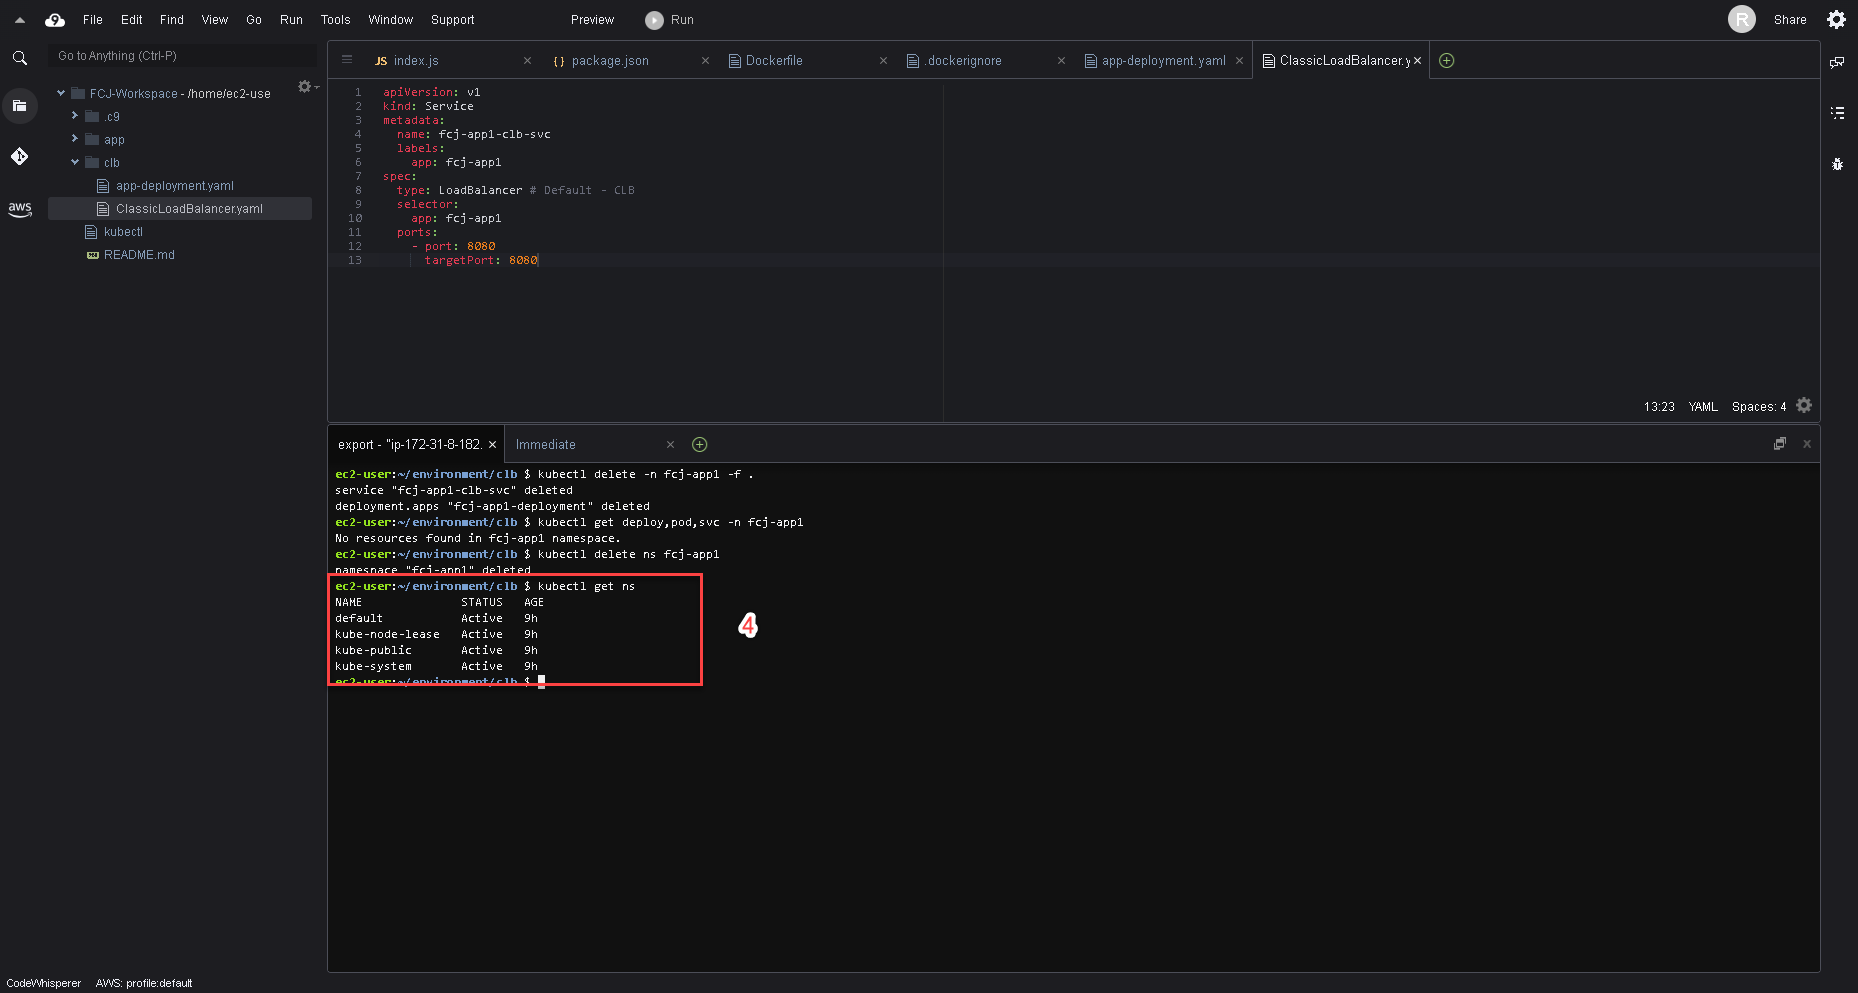 File Edit Find View Go Run Tools Window Support Preview Run R Share
Go to Anything (Ctrl-P)
FCJ-Workspace - /home/ec2-use
.c9
app
clb
app-deployment.yaml
ClassicLoadBalancer.yaml
kubectl
README.md
aws
JS index.js
{} package.json
Dockerfile
.dockerignore
app-deployment.yaml
ClassicLoadBalancer.y
1 apiVersion: v1
2 kind: Service
3 metadata:
4 name: fcj-app1-clb-svc
5 labels:
6 app: fcj-app1
7 spec:
8 type: LoadBalancer # Default - CLB
9 selector:
10 app: fcj-app1
11 ports:
12 - port: 8080
13 targetPort: 8080
13:23 YAML Spaces: 4
export - "ip-172-31-8-182. Immediate
ec2-user:~/environment/clb $ kubectl delete -n fcj-app1 -f .
service "fcj-app1-clb-svc" deleted
deployment.apps "fcj-app1-deployment" deleted
ec2-user:~/environment/clb $ kubectl get deploy,pod,svc -n fcj-app1
No resources found in fcj-app1 namespace.
ec2-user:~/environment/clb $ kubectl delete ns fcj-app1
namespace "fcj-app1" deleted
ec2-user:~/environment/clb $ kubectl get ns
NAME STATUS AGE
default Active 9h
kube-node-lease Active 9h
kube-public Active 9h
kube-system Active 9h
ec2-user:~/environment/clb $
4
CodeWhisperer AWS: profile:default